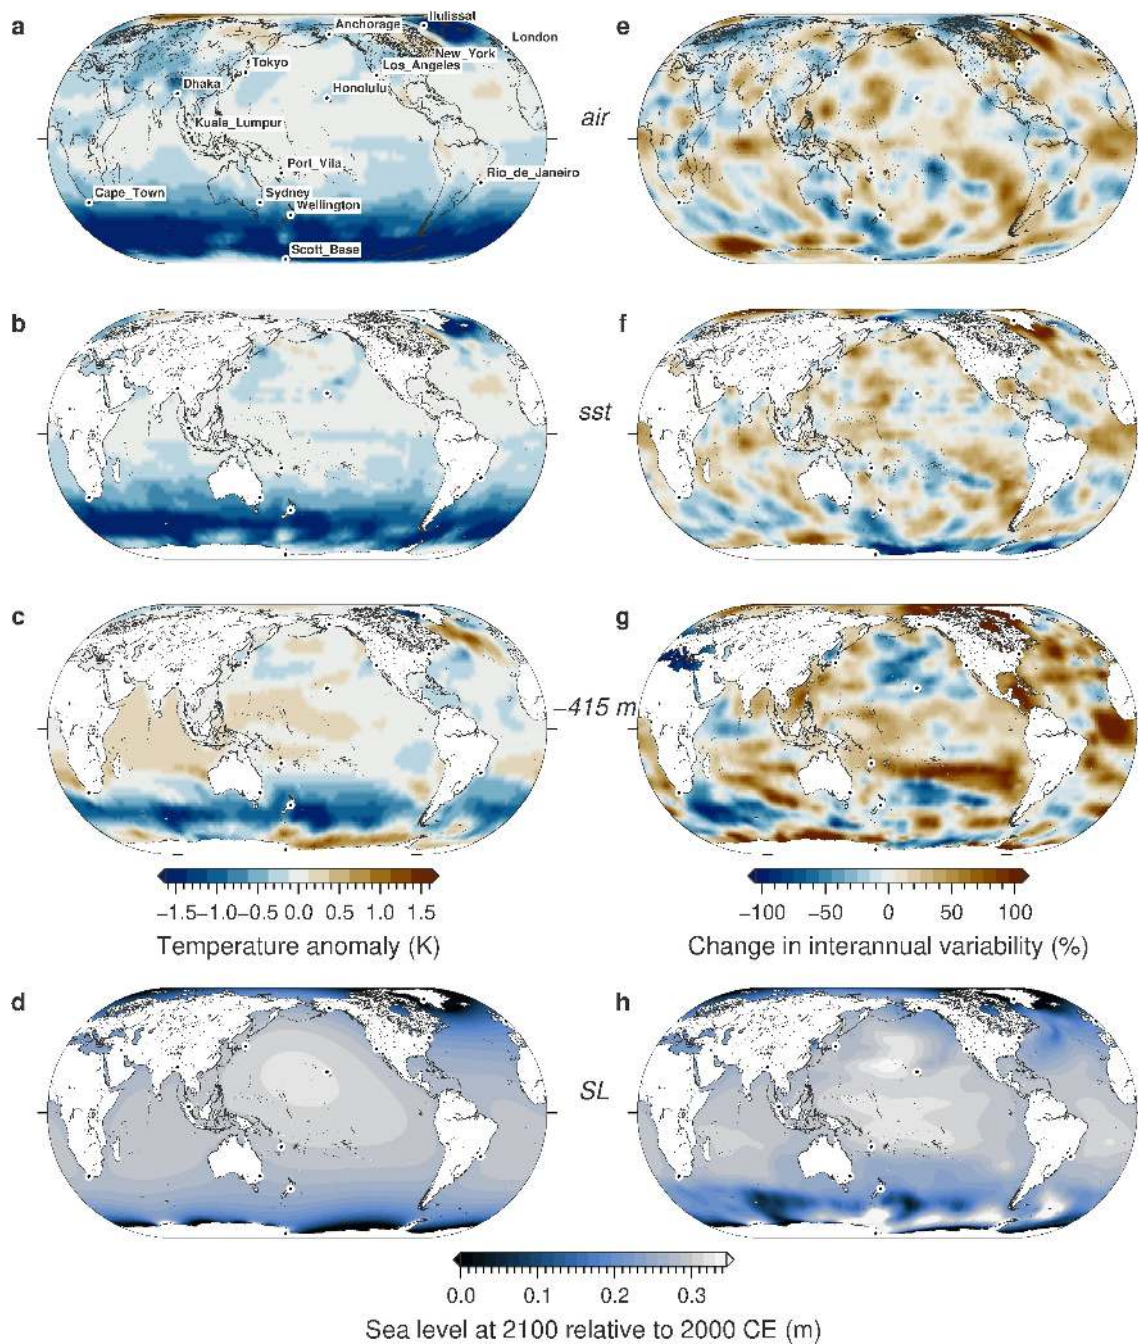 a
Anchorage
Ilulissat
London
New_York
Tokyo
Los_Angeles
Dhaka
Honolulu
Kuala_Lumpur
Port_Vila
Rio_de_Janeiro
Cape_Town
Sydney
Wellington
Scott_Base
air
e
b
sst
f
c
−415 m
g
−1.5 −1.0 −0.5 0.0 0.5 1.0 1.5
Temperature anomaly (K)
−100 −50 0 50 100
Change in interannual variability (%)
d
SL
h
0.0 0.1 0.2 0.3
Sea level at 2100 relative to 2000 CE (m)